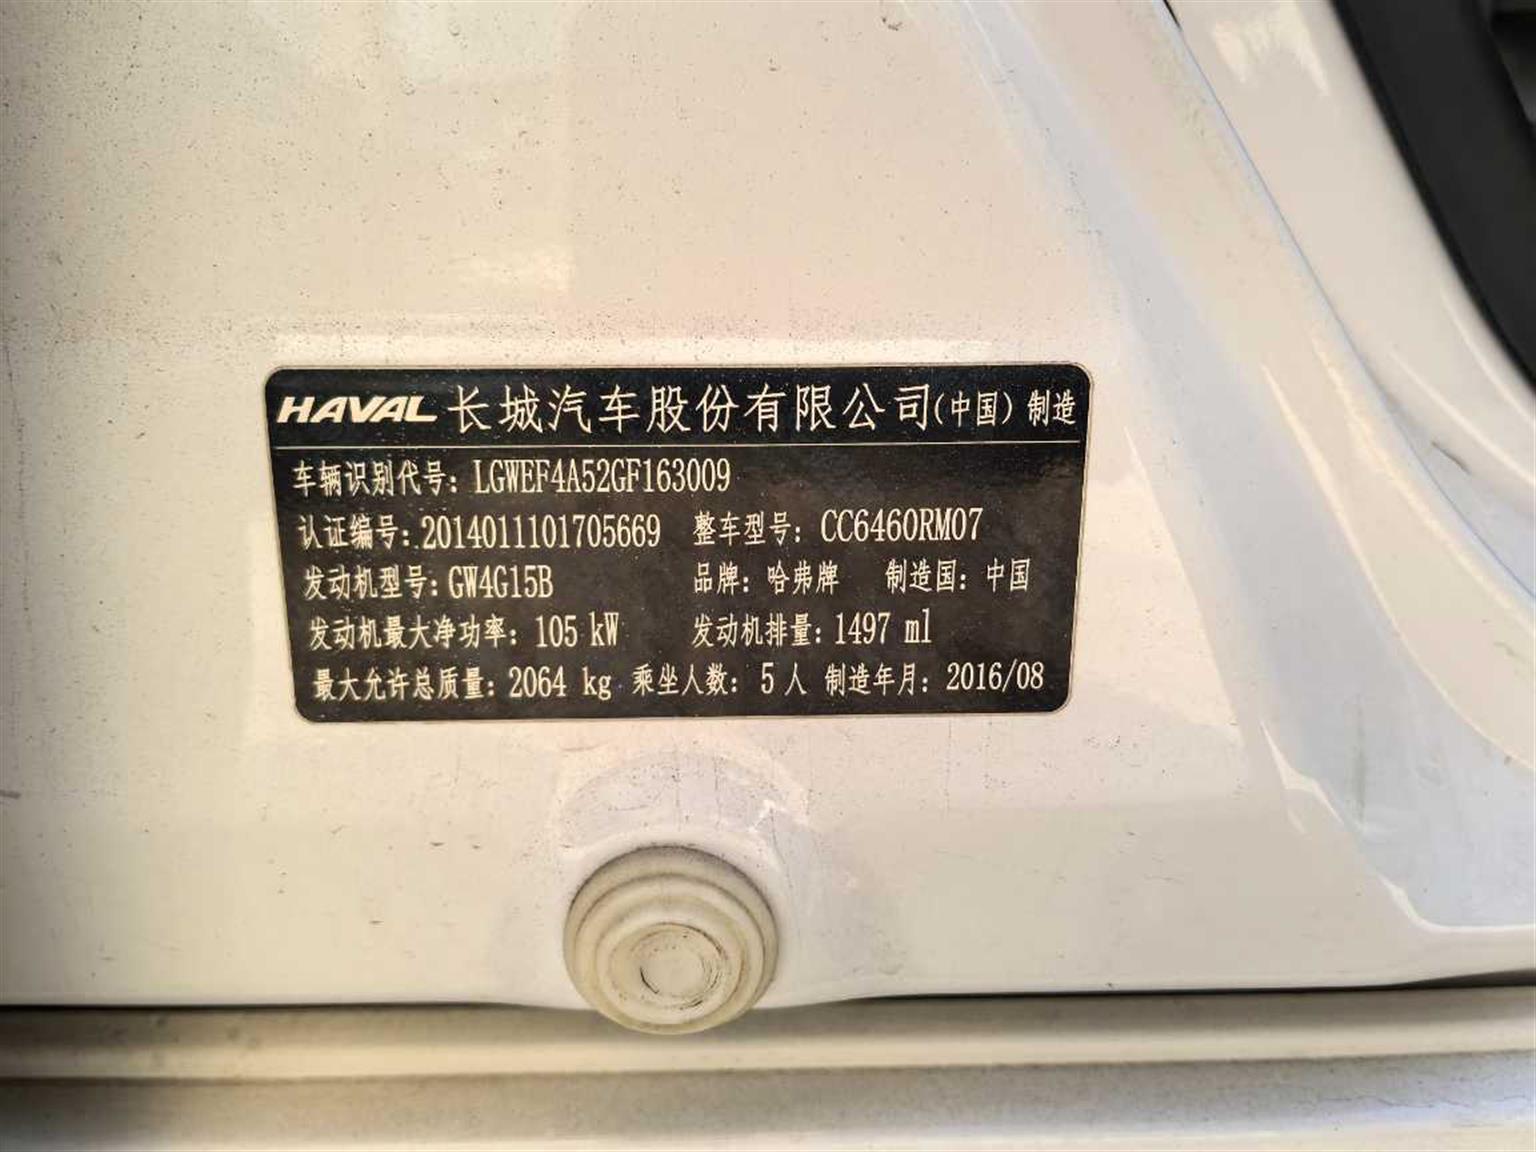 HAVAL 长城汽车股份有限公司(中国)制造
车辆识别代号：LGWEF4A52GF163009
认证编号：2014011101705669 整车型号：CC6460RM07
发动机型号：GW4G15B 品牌：哈弗牌 制造国：中国
发动机最大净功率：105 kW 发动机排量：1497 ml
最大允许总质量：2064 kg 乘坐人数：5人 制造年月：2016/08